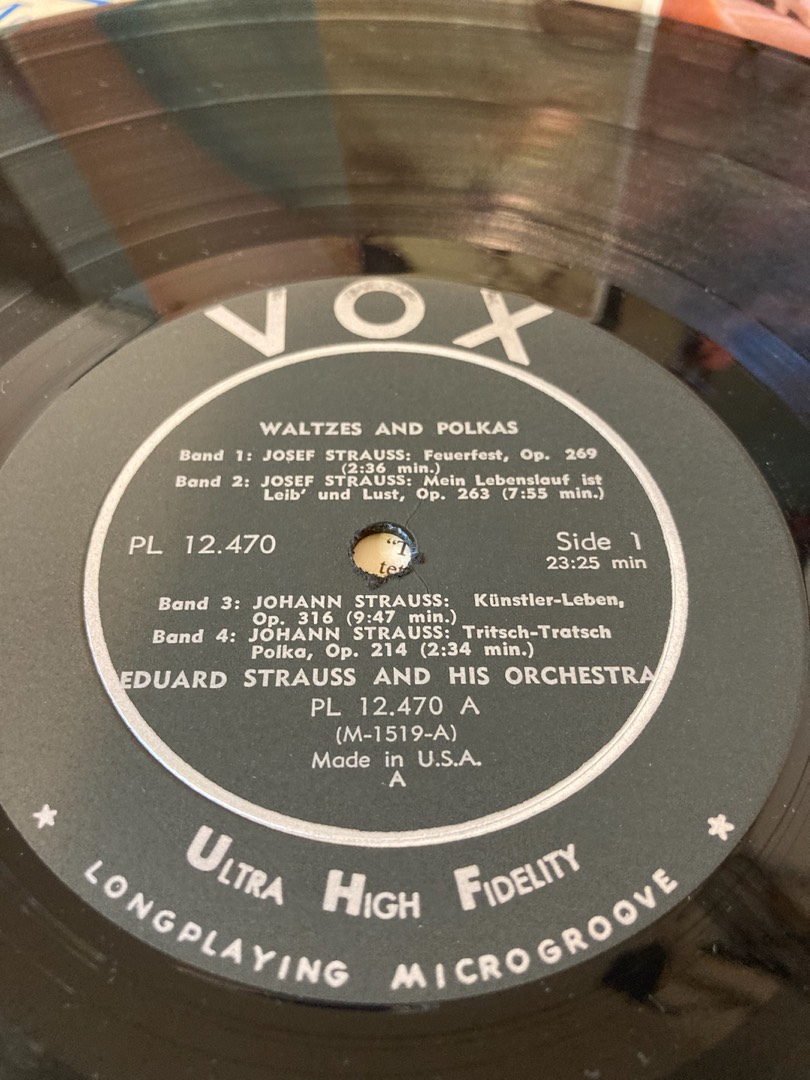 VOX
WALTZES AND POLKAS
Band 1: JOSEF STRAUSS: Feuerfest, Op. 269
(2:36 min.)
Band 2: JOSEF STRAUSS: Mein Lebenslauf ist
Leib' und Lust, Op. 263 (7:55 min.)
PL 12.470
Side 1
23:25 min
"T
te
Band 3: JOHANN STRAUSS: Künstler-Leben,
Op. 316 (9:47 min.)
Band 4: JOHANN STRAUSS: Tritsch-Tratsch
Polka, Op. 214 (2:34 min.)
EDUARD STRAUSS AND HIS ORCHESTRA
PL 12.470 A
(M-1519-A)
Made in U.S.A.
A
ULTRA HIGH FIDELITY
* LONGPLAYING MICROGROOVE *